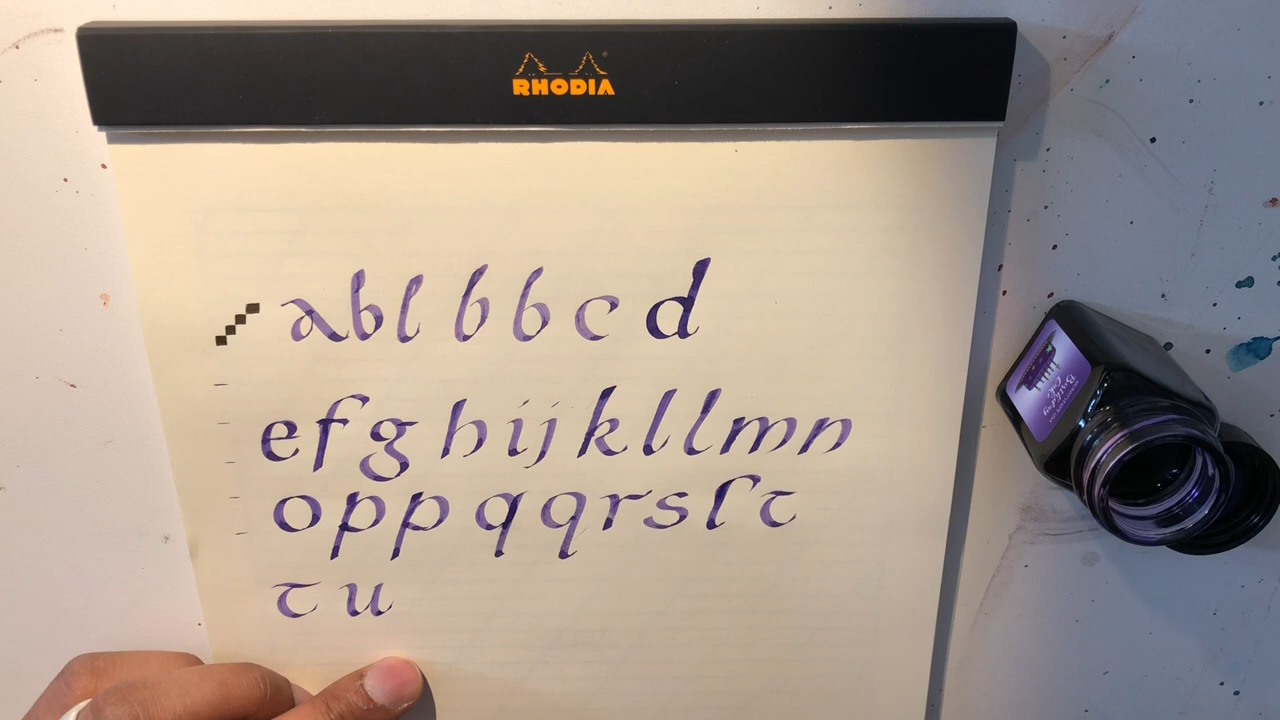 RHODIA
a b l b b c d
e f g h i j k l l m n
o p p q q r s ſ t
t u